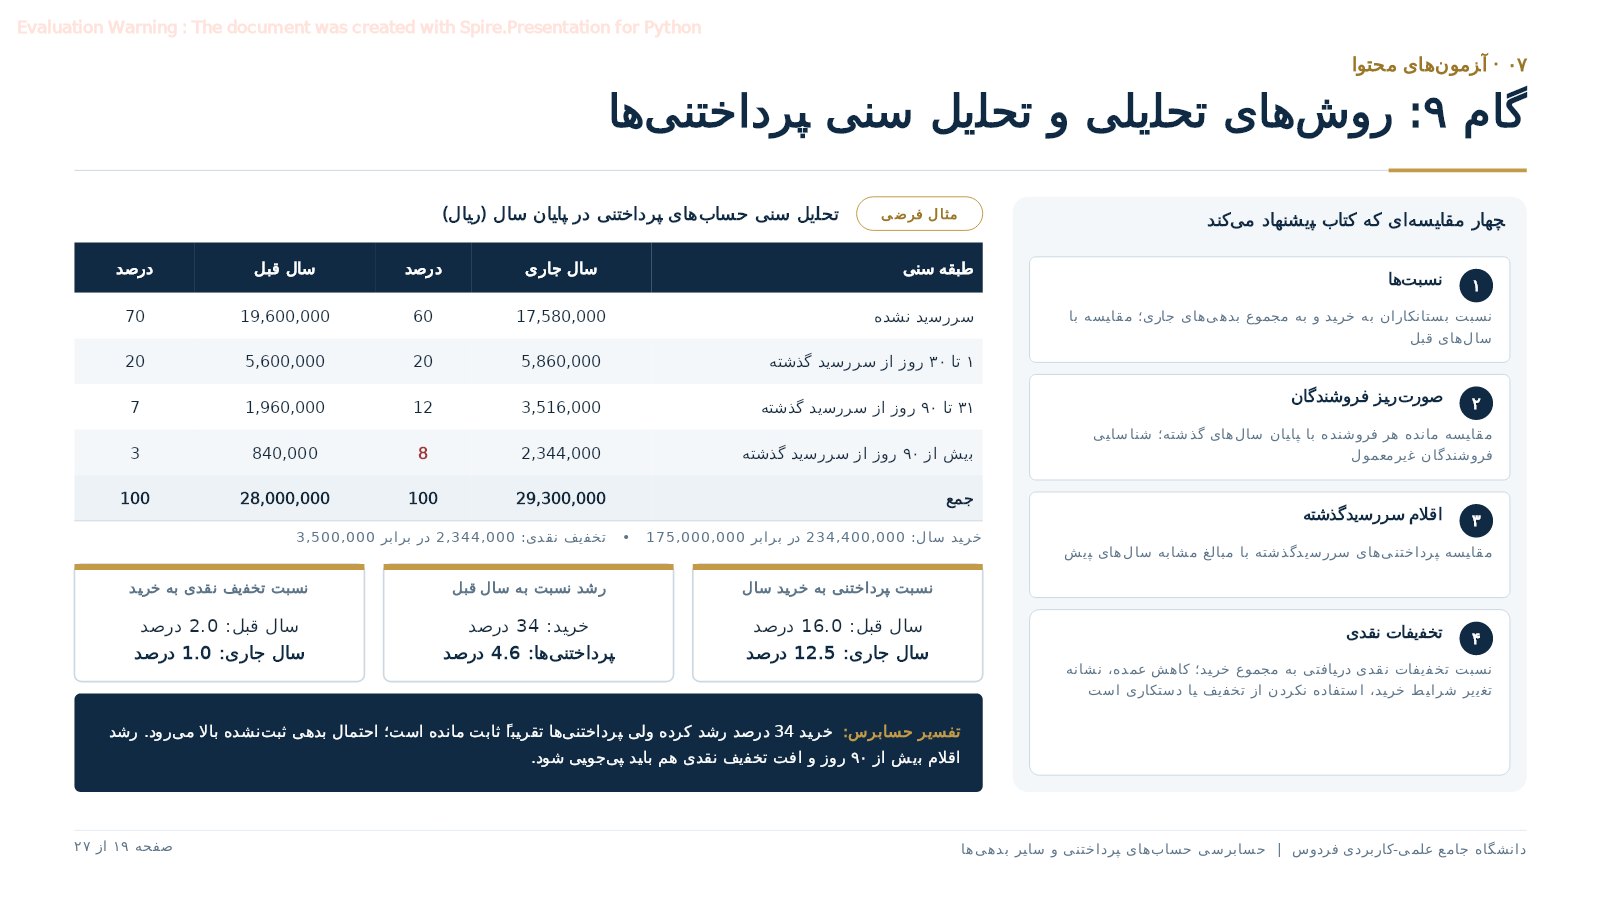 Evaluation Warning : The document was created with Spire.Presentation for Python
۰۷ · آزمون‌های محتوا
گام ۹: روش‌های تحلیلی و تحلیل سنی پرداختنی‌ها
چهار مقایسه‌ای که کتاب پیشنهاد می‌کند
۱
نسبت‌ها
نسبت بستانکاران به خرید و به مجموع بدهی‌های جاری؛ مقایسه با
سال‌های قبل
۲
صورت‌ریز فروشندگان
مقایسه مانده هر فروشنده با پایان سال‌های گذشته؛ شناسایی
فروشندگان غیرمعمول
۳
اقلام سررسیدگذشته
مقایسه پرداختنی‌های سررسیدگذشته با مبالغ مشابه سال‌های پیش
۴
تخفیفات نقدی
نسبت تخفیفات نقدی دریافتی به مجموع خرید؛ کاهش عمده، نشانه
تغییر شرایط خرید، استفاده نکردن از تخفیف یا دستکاری است
مثال فرضی
تحلیل سنی حساب‌های پرداختنی در پایان سال (ریال)
طبقه سنی سال جاری درصد سال قبل درصد
سررسید نشده 17,580,000 60 19,600,000 70
۱ تا ۳۰ روز از سررسید گذشته 5,860,000 20 5,600,000 20
۳۱ تا ۹۰ روز از سررسید گذشته 3,516,000 12 1,960,000 7
بیش از ۹۰ روز از سررسید گذشته 2,344,000 8 840,000 3
جمع 29,300,000 100 28,000,000 100
خرید سال: 234,400,000 در برابر 175,000,000 • تخفیف نقدی: 2,344,000 در برابر 3,500,000
نسبت پرداختنی به خرید سال
سال قبل: 16.0 درصد
سال جاری: 12.5 درصد
رشد نسبت به سال قبل
خرید: 34 درصد
پرداختنی‌ها: 4.6 درصد
نسبت تخفیف نقدی به خرید
سال قبل: 2.0 درصد
سال جاری: 1.0 درصد
تفسیر حسابرس: خرید 34 درصد رشد کرده ولی پرداختنی‌ها تقریباً ثابت مانده است؛ احتمال بدهی ثبت‌نشده بالا می‌رود. رشد
اقلام بیش از ۹۰ روز و افت تخفیف نقدی هم باید پی‌جویی شود.
دانشگاه جامع علمی-کاربردی فردوس | حسابرسی حساب‌های پرداختنی و سایر بدهی‌ها
صفحه ۱۹ از ۲۷